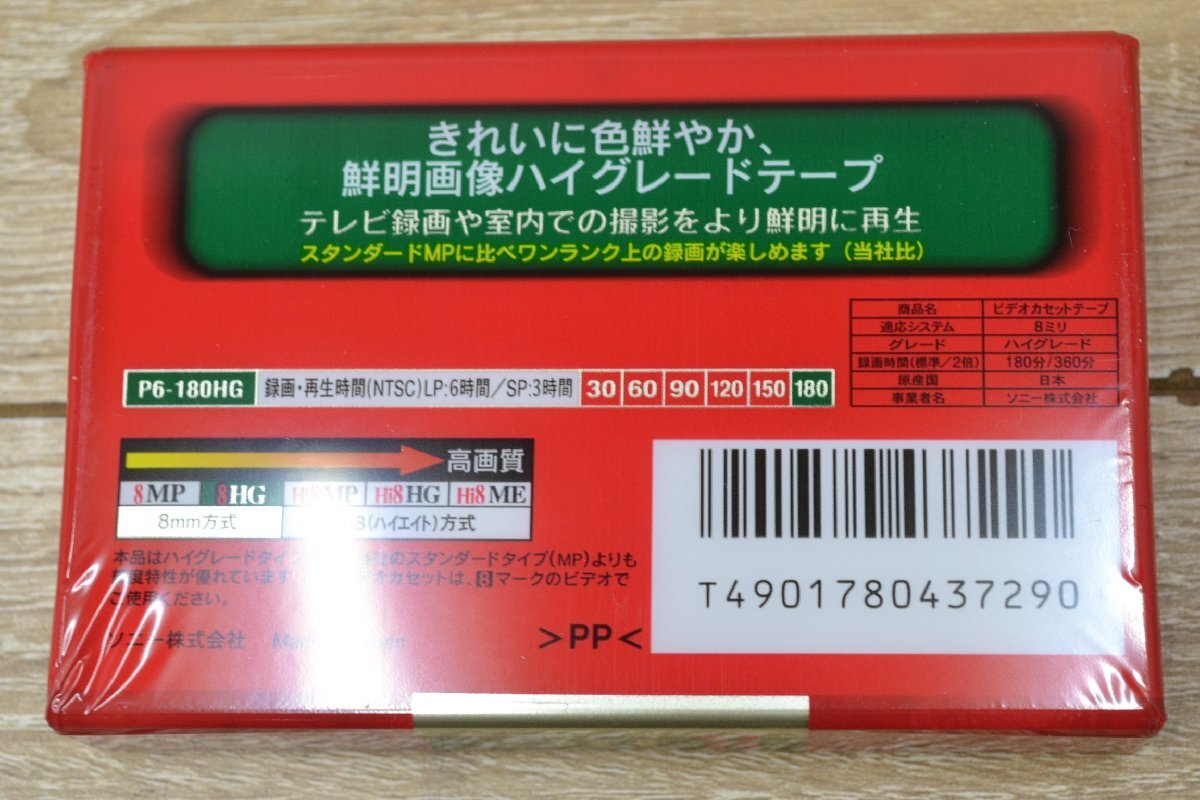 きれいに色鮮やか、
鮮明画像ハイグレードテープ
テレビ録画や室内での撮影をより鮮明に再生
スタンダードMPに比べワンランク上の録画が楽しめます（当社比）
商品名 ビデオカセットテープ
適応システム 8ミリ
グレード ハイグレード
録画時間(標準／2倍) 180分/360分
原産国 日本
事業者名 ソニー株式会社
P6-180HG 録画・再生時間(NTSC)LP:6時間／SP:3時間 30 60 90 120 150 180
高画質
8MP 8HG Hi8MP Hi8HG Hi8ME
8mm方式 8(ハイエイト)方式
本品はハイグレードタイプ 社のスタンダードタイプ(MP)よりも
度特性が優れています デオカセットは、8マークのビデオで
ご使用ください。
ソニー株式会社
>PP<
T4901780437290